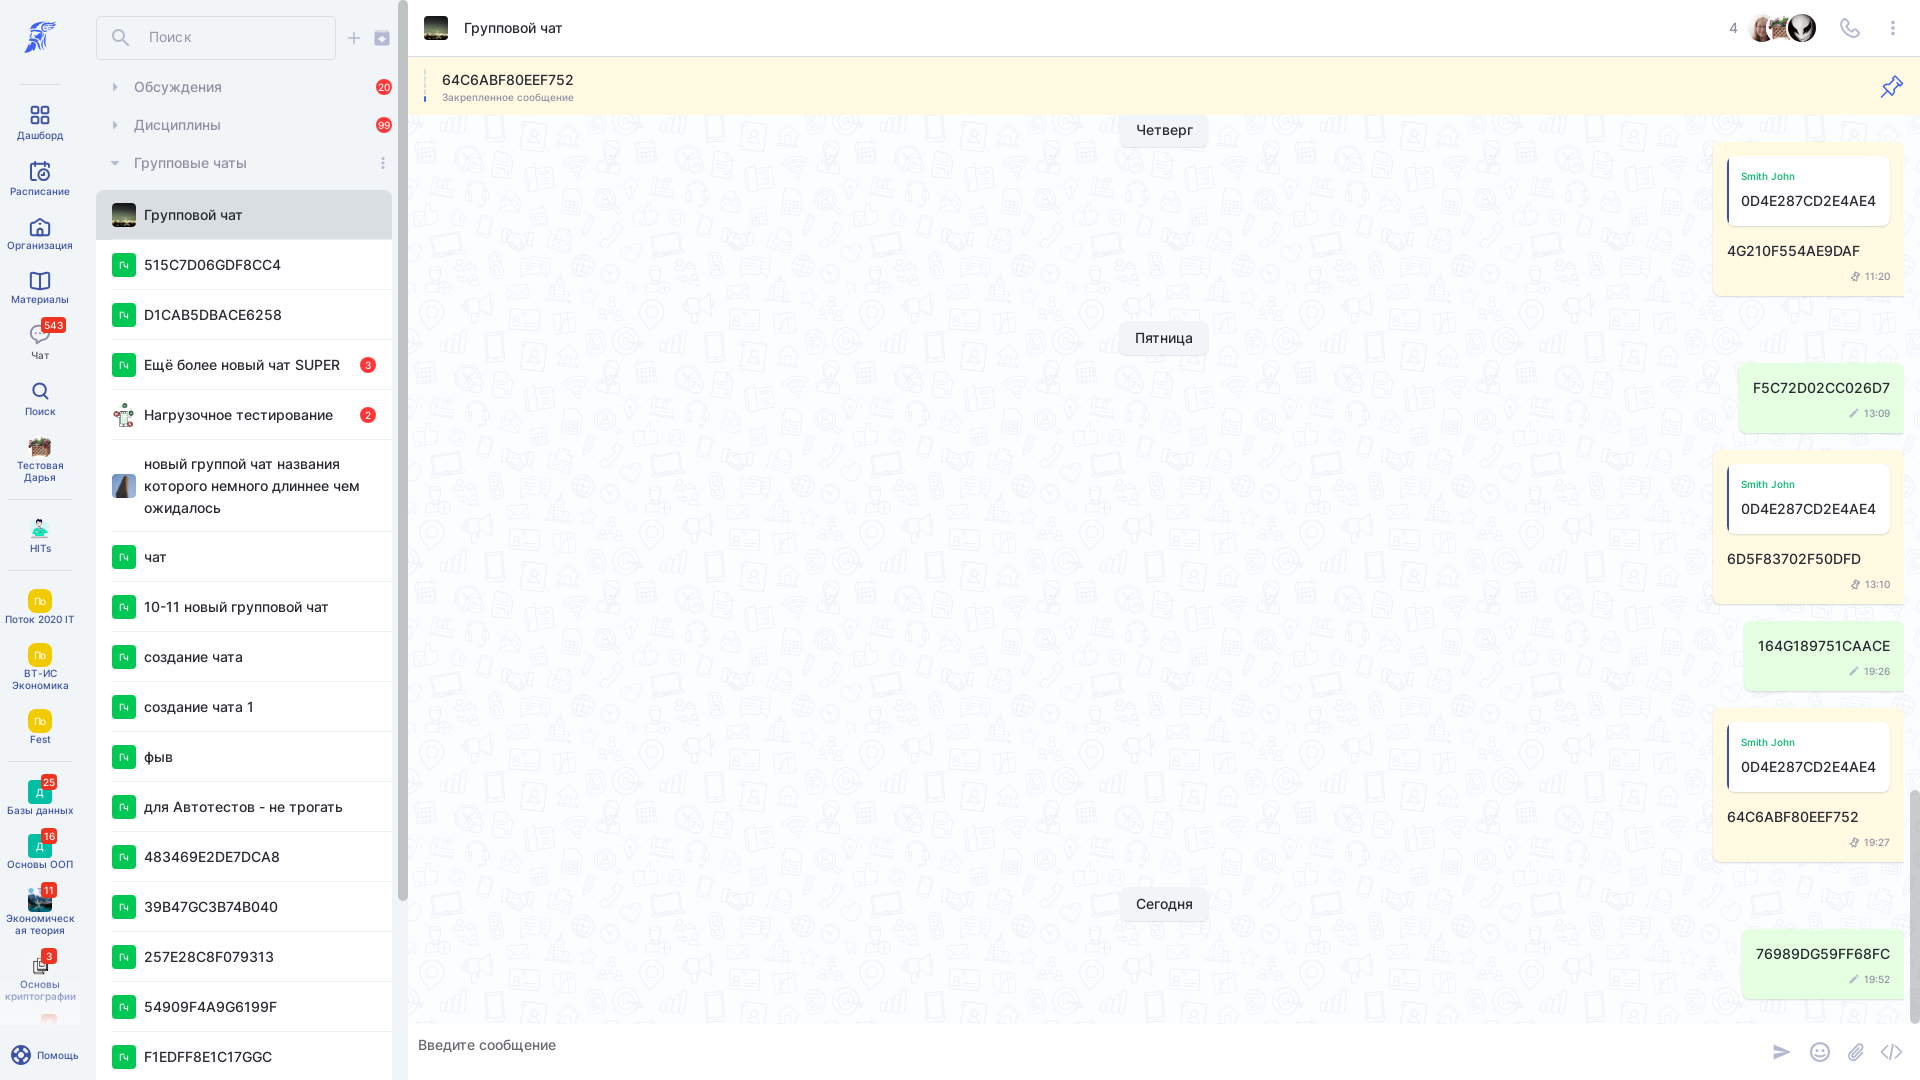 Дашборд
Расписание
Организация
Материалы
543
Чат
Поиск
Тестовая
Дарья
HITs
По
Поток 2020 IT
По
ВТ-ИС
Экономика
По
Fest
25
Д
Базы данных
16
Д
Основы ООП
11
Экономическ
ая теория
3
Основы
криптографии
Помощь
Поиск
Обсуждения
20
Дисциплины
99
Групповые чаты
Групповой чат
Гч
515C7D06GDF8CC4
Гч
D1CAB5DBACE6258
Гч
Ещё более новый чат SUPER
3
Нагрузочное тестирование
2
новый группой чат названия
которого немного длиннее чем
ожидалось
Гч
чат
Гч
10-11 новый групповой чат
Гч
создание чата
Гч
создание чата 1
Гч
фыв
Гч
для Автотестов - не трогать
Гч
483469E2DE7DCA8
Гч
39B47GC3B74B040
Гч
257E28C8F079313
Гч
54909F4A9G6199F
Гч
F1EDFF8E1C17GGC
Групповой чат
4
64C6ABF80EEF752
Закрепленное сообщение
Четверг
Smith John
0D4E287CD2E4AE4
4G210F554AE9DAF
11:20
Пятница
F5C72D02CC026D7
13:09
Smith John
0D4E287CD2E4AE4
6D5F83702F50DFD
13:10
164G189751CAACE
19:26
Smith John
0D4E287CD2E4AE4
64C6ABF80EEF752
19:27
Сегодня
76989DG59FF68FC
19:52
Введите сообщение